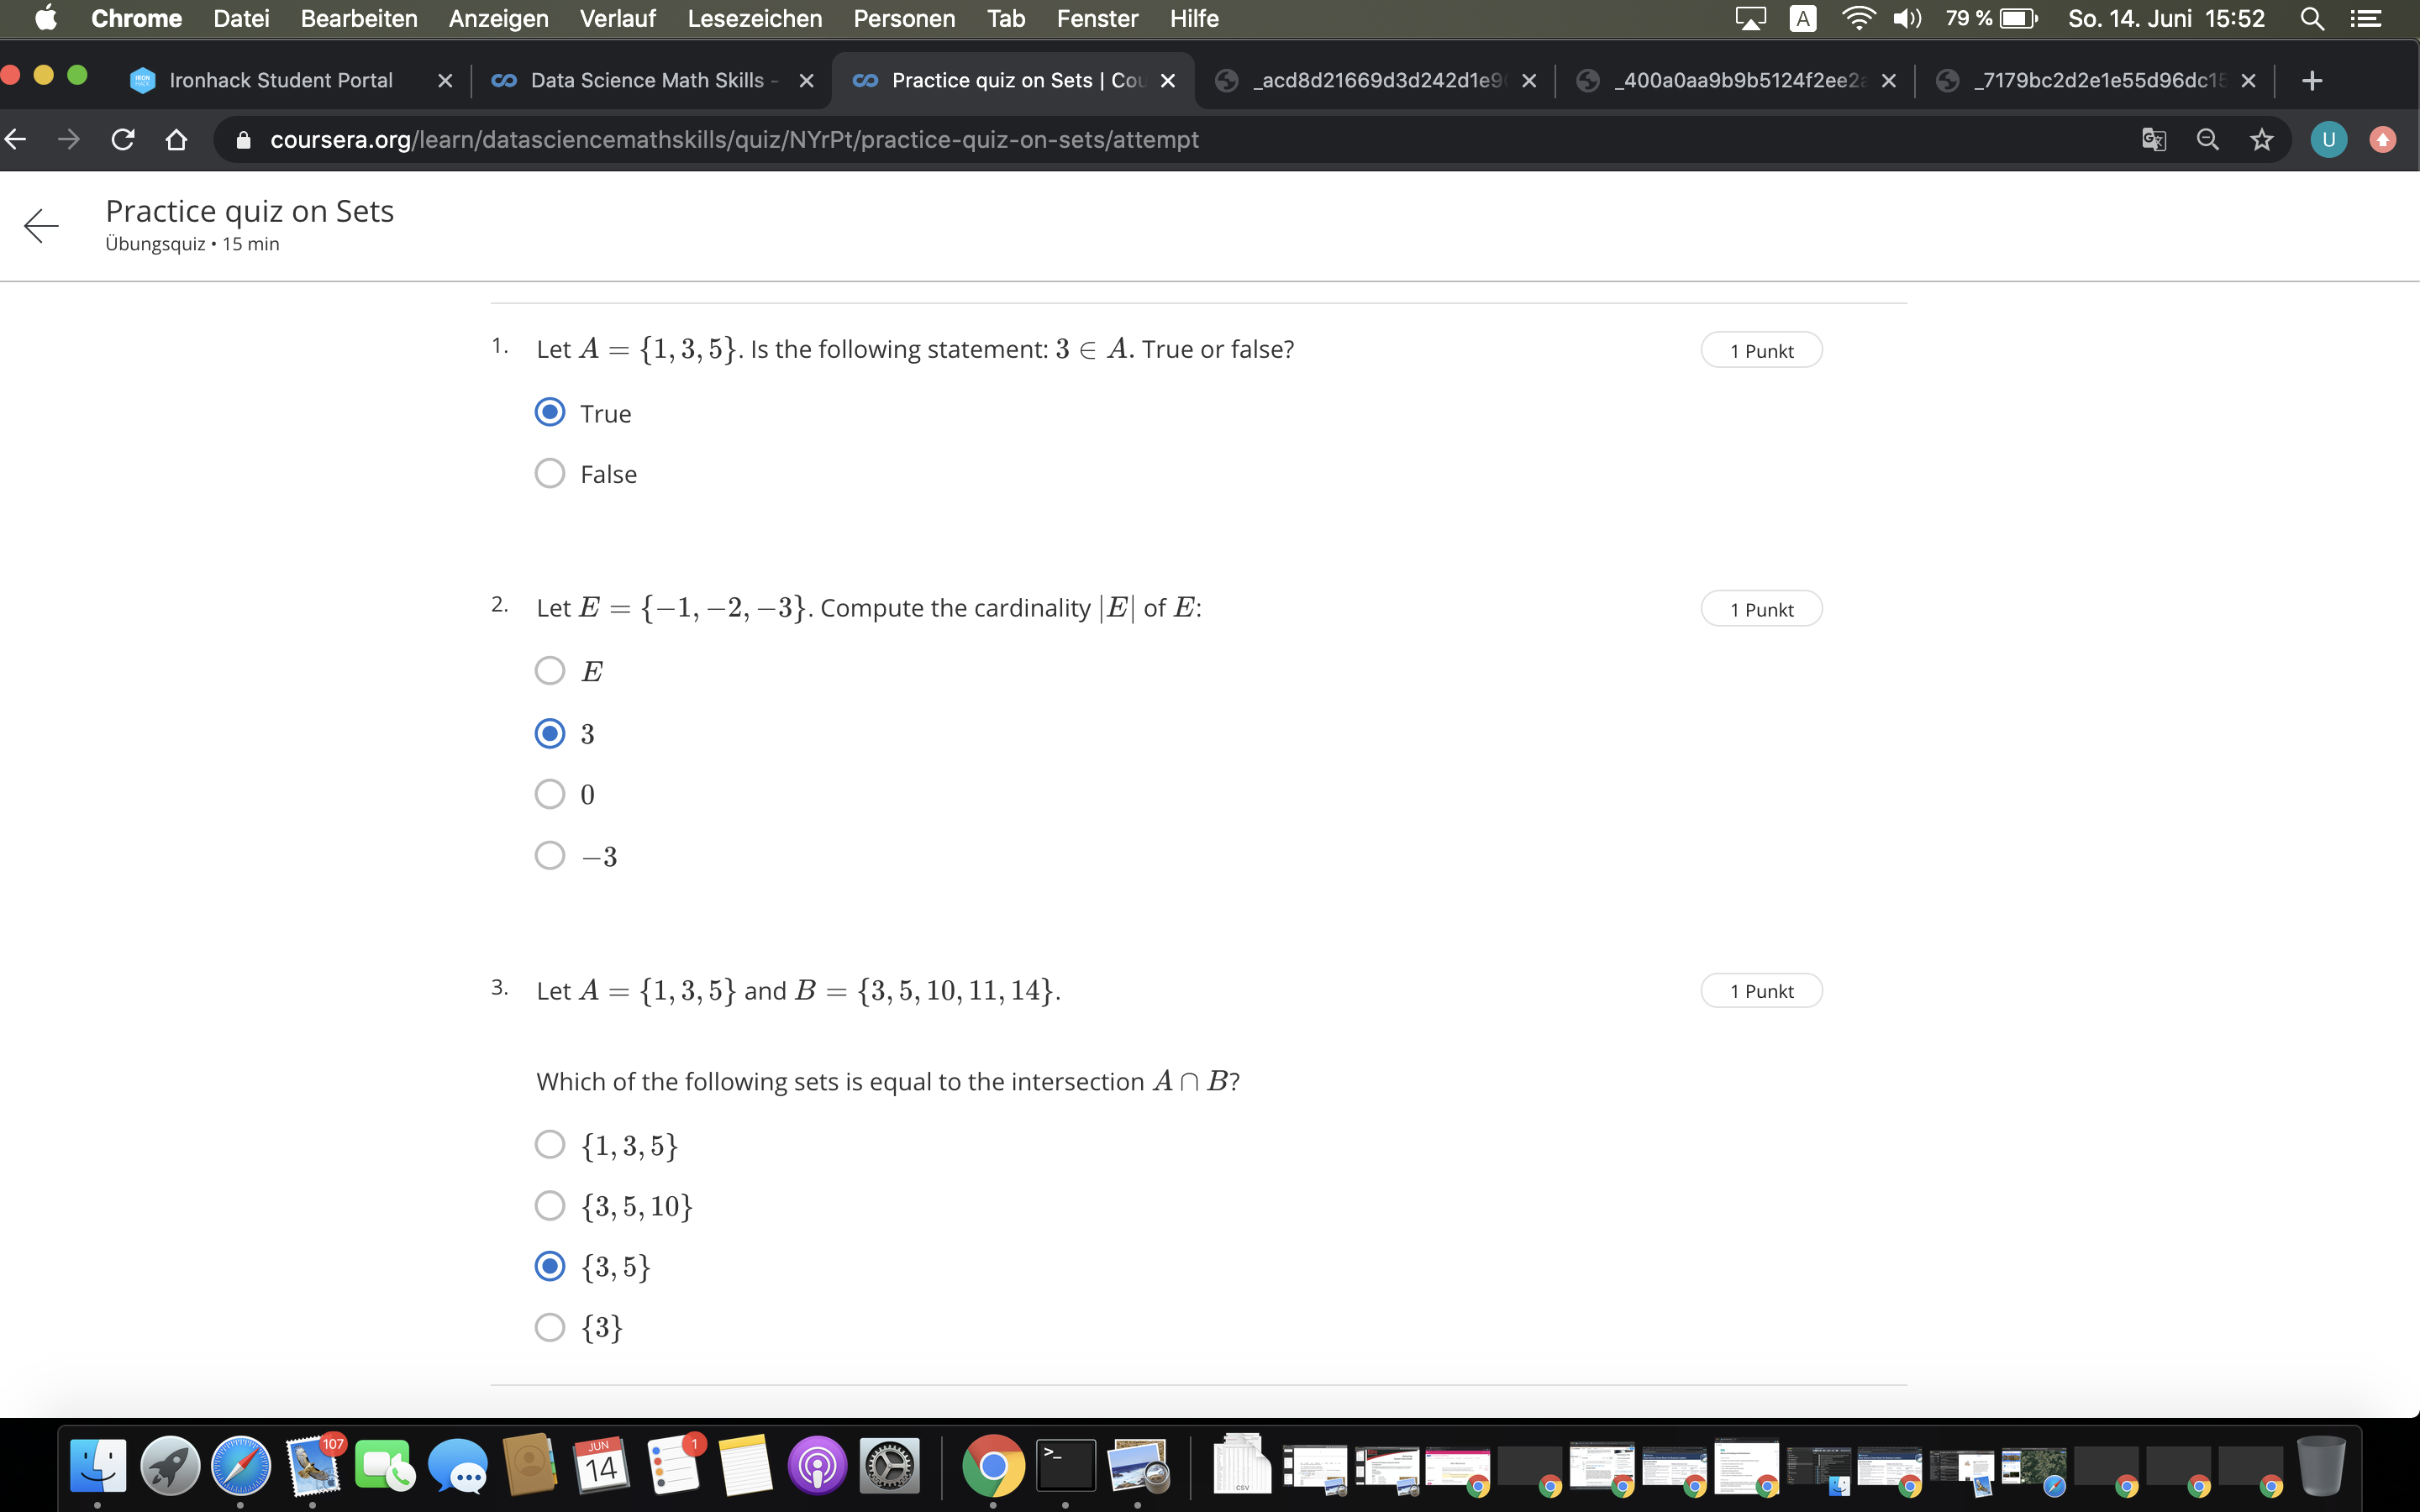 Chrome Datei Bearbeiten Anzeigen Verlauf Lesezeichen Personen Tab Fenster Hilfe A 79 % So. 14. Juni 15:52
Ironhack Student Portal Data Science Math Skills - Practice quiz on Sets | Cou _acd8d21669d3d242d1e9 _400a0aa9b9b5124f2ee2 _7179bc2d2e1e55d96dc15
coursera.org/learn/datasciencemathskills/quiz/NYrPt/practice-quiz-on-sets/attempt U
Practice quiz on Sets
Übungsquiz • 15 min
1. Let A = {1, 3, 5}. Is the following statement: 3 ∈ A. True or false? 1 Punkt
True
False
2. Let E = {−1, −2, −3}. Compute the cardinality |E| of E: 1 Punkt
E
3
0
−3
3. Let A = {1, 3, 5} and B = {3, 5, 10, 11, 14}. 1 Punkt
Which of the following sets is equal to the intersection A ∩ B?
{1, 3, 5}
{3, 5, 10}
{3, 5}
{3}
107 JUN 14 1 >_ CSV